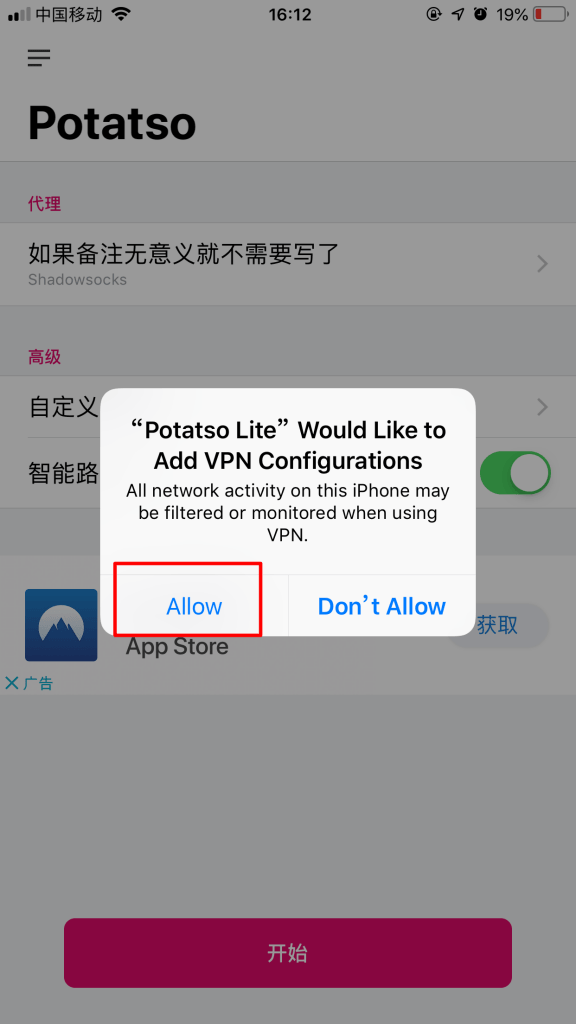 中国移动
16:12
19%
Potatso
代理
如果备注无意义就不需要写了
Shadowsocks
高级
自定义
智能路
“Potatso Lite” Would Like to
Add VPN Configurations
All network activity on this iPhone may
be filtered or monitored when using
VPN.
Allow
Don’t Allow
获取
App Store
广告
开始